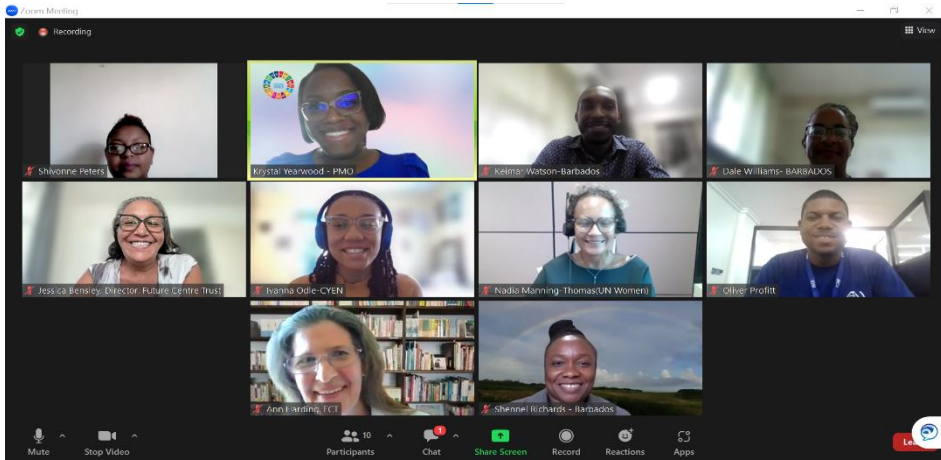 Zoom Meeting
Recording
View
Shivonne Peters
Krystal Yearwood - PMO
Keimar Watson-Barbados
Dale Williams- BARBADOS
Jessica Bensley, Director, Future Centre Trust
Ivanna Odle-CYEN
Nadia Manning-Thomas(UN Women)
Oliver Profitt
Ann Harding, FCT
Shennel Richards - Barbados
10
1
Mute
Stop Video
Participants
Chat
Share Screen
Record
Reactions
Apps